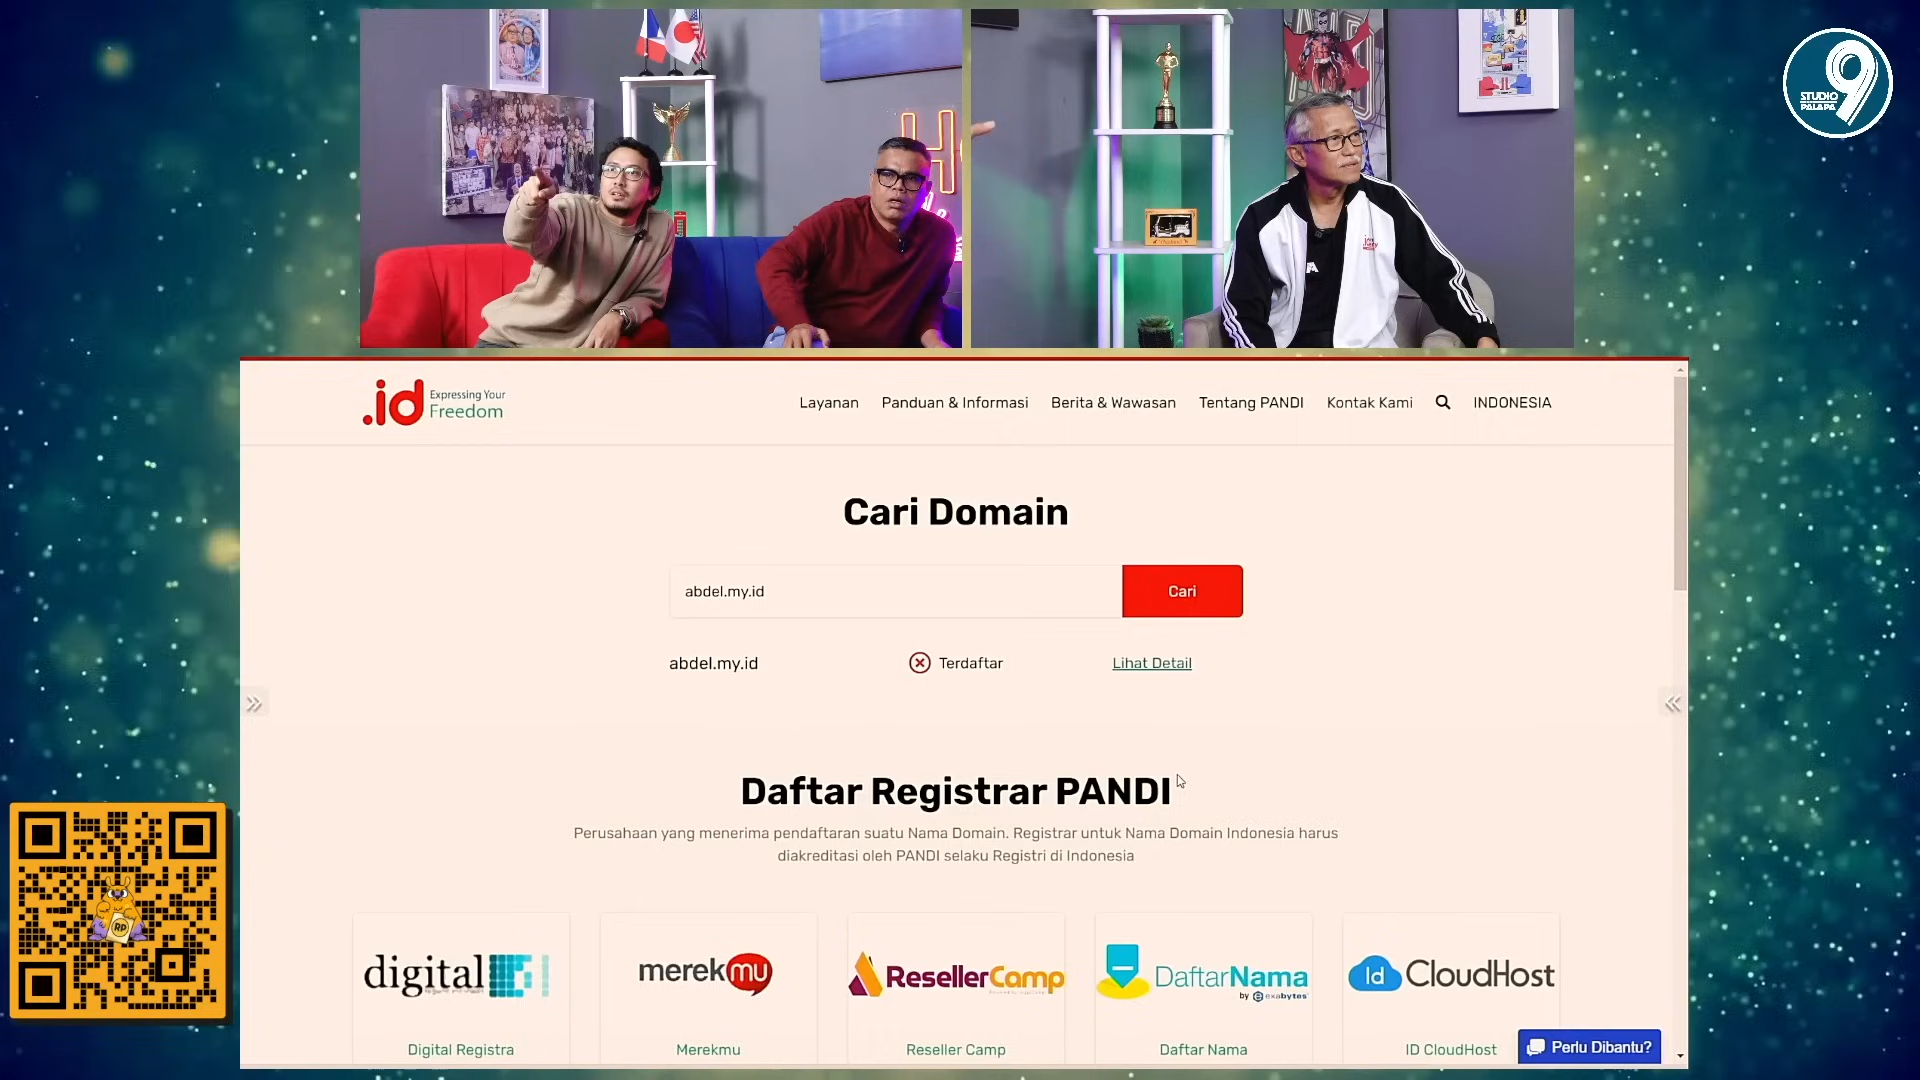 STUDIO
PALAPA
9
.id Expressing Your
Freedom
Layanan
Panduan & Informasi
Berita & Wawasan
Tentang PANDI
Kontak Kami
INDONESIA
Cari Domain
abdel.my.id
Cari
abdel.my.id
Terdaftar
Lihat Detail
Daftar Registrar PANDI
Perusahaan yang menerima pendaftaran suatu Nama Domain. Registrar untuk Nama Domain Indonesia harus
diakreditasi oleh PANDI selaku Registri di Indonesia
RP
digital
merekmu
ResellerCamp
DaftarNama
by exabytes
Id CloudHost
Digital Registra
Merekmu
Reseller Camp
Daftar Nama
ID CloudHost
Perlu Dibantu?